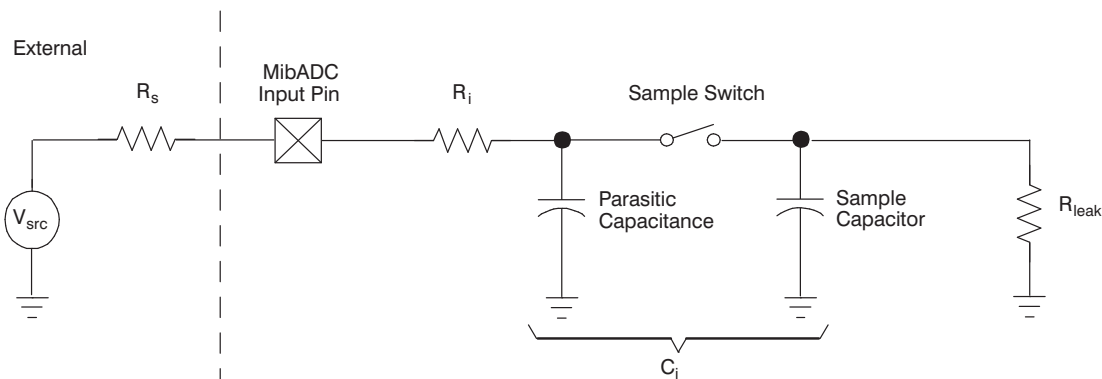 External
MibADC
Input Pin
Rs
Ri
Sample Switch
Vsrc
Parasitic
Capacitance
Sample
Capacitor
Rleak
Ci